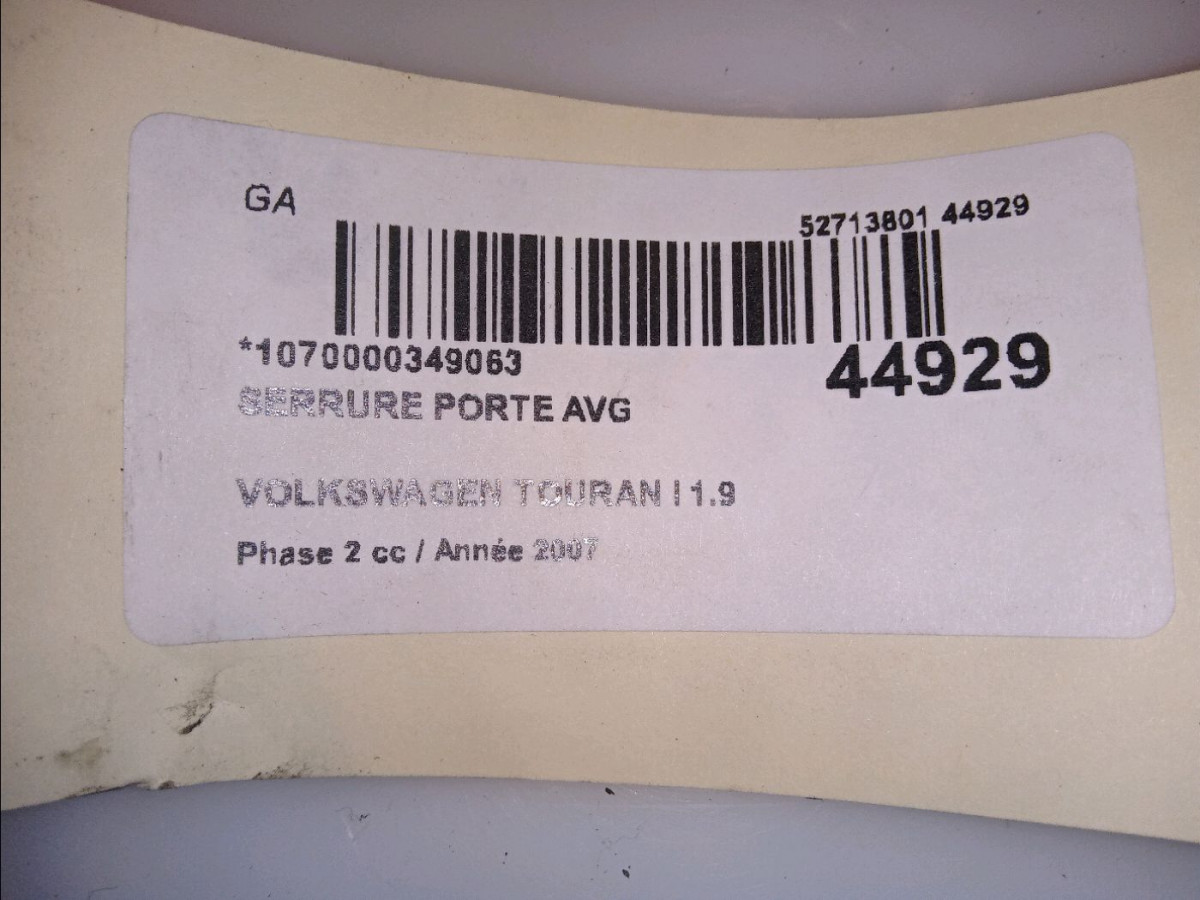 GA
52713801 44929
*1070000349063
44929
SERRURE PORTE AVG
VOLKSWAGEN TOURAN I 1.9
Phase 2 cc / Année 2007